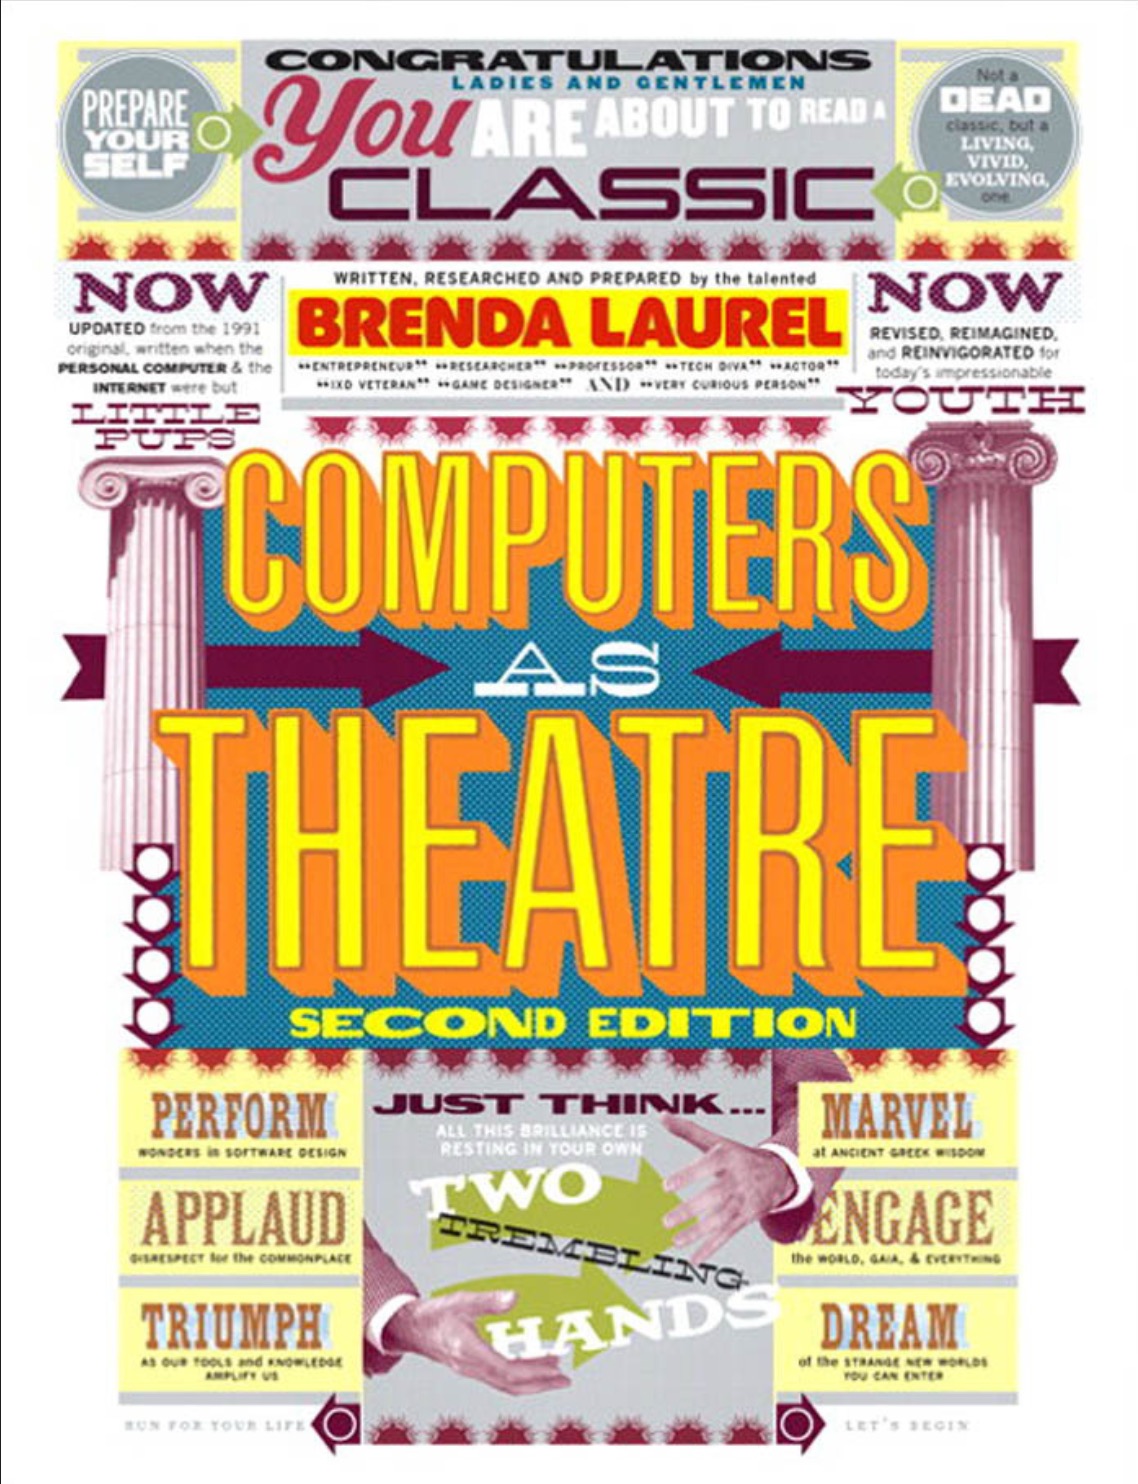 CONGRATULATIONS
LADIES AND GENTLEMEN
You ARE ABOUT TO READ A
CLASSIC
PREPARE
YOUR
SELF
Not a
DEAD
classic, but a
LIVING,
VIVID,
EVOLVING,
one.
NOW
UPDATED from the 1991
original, written when the
PERSONAL COMPUTER & the
INTERNET were but
LITTLE
PUPS
WRITTEN, RESEARCHED AND PREPARED by the talented
BRENDA LAUREL
"ENTREPRENEUR" "RESEARCHER" "PROFESSOR" "TECH DIVA" "ACTOR"
"IXD VETERAN" "GAME DESIGNER" AND "VERY CURIOUS PERSON"
NOW
REVISED, REIMAGINED,
and REINVIGORATED for
today's impressionable
YOUTH
COMPUTERS
AS
THEATRE
SECOND EDITION
PERFORM
WONDERS in SOFTWARE DESIGN
APPLAUD
DISRESPECT for the COMMONPLACE
TRIUMPH
AS OUR TOOLS and KNOWLEDGE
AMPLIFY US
JUST THINK...
ALL THIS BRILLIANCE IS
RESTING IN YOUR OWN
TWO
TREMBLING
HANDS
MARVEL
at ANCIENT GREEK WISDOM
ENGAGE
the WORLD, GAIA, & EVERYTHING
DREAM
of the STRANGE NEW WORLDS
YOU CAN ENTER
RUN FOR YOUR LIFE
LET'S BEGIN